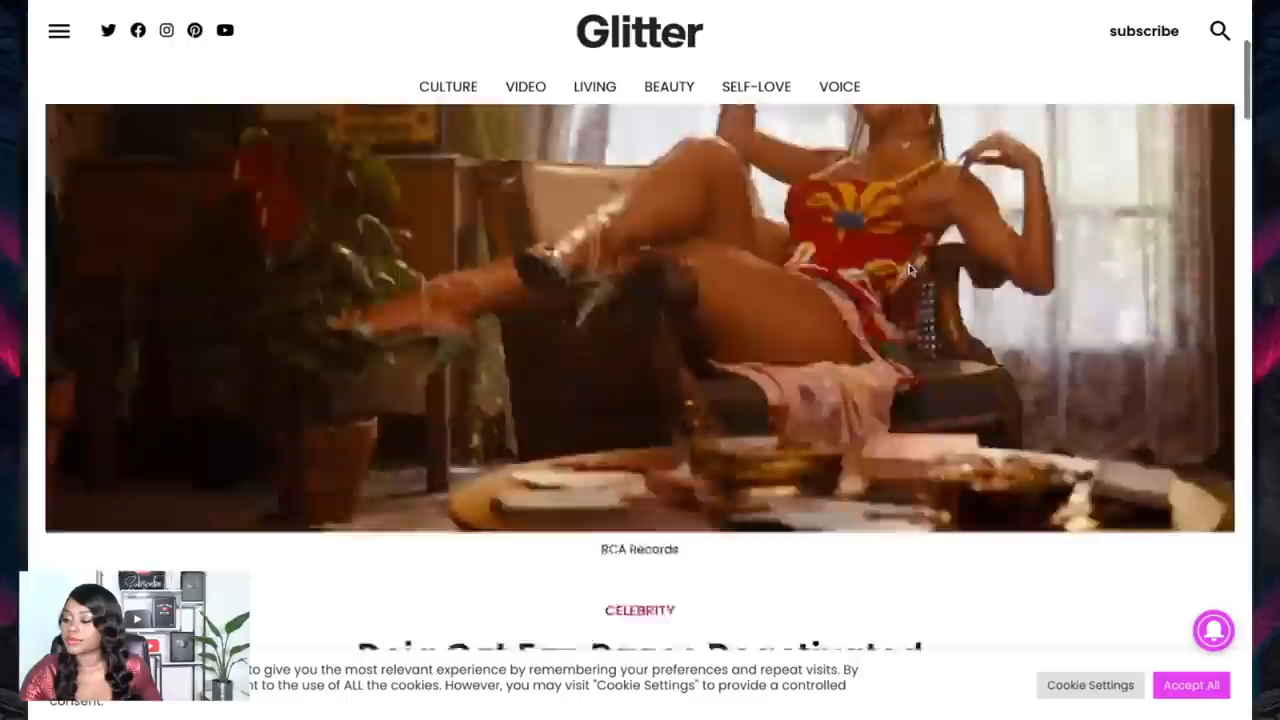 Glitter
subscribe
CULTURE VIDEO LIVING BEAUTY SELF-LOVE VOICE
RCA Records
CELEBRITY
to give you the most relevant experience by remembering your preferences and repeat visits. By
to the use of ALL the cookies. However, you may visit "Cookie Settings" to provide a controlled
consent.
Cookie Settings
Accept All
Subscribe